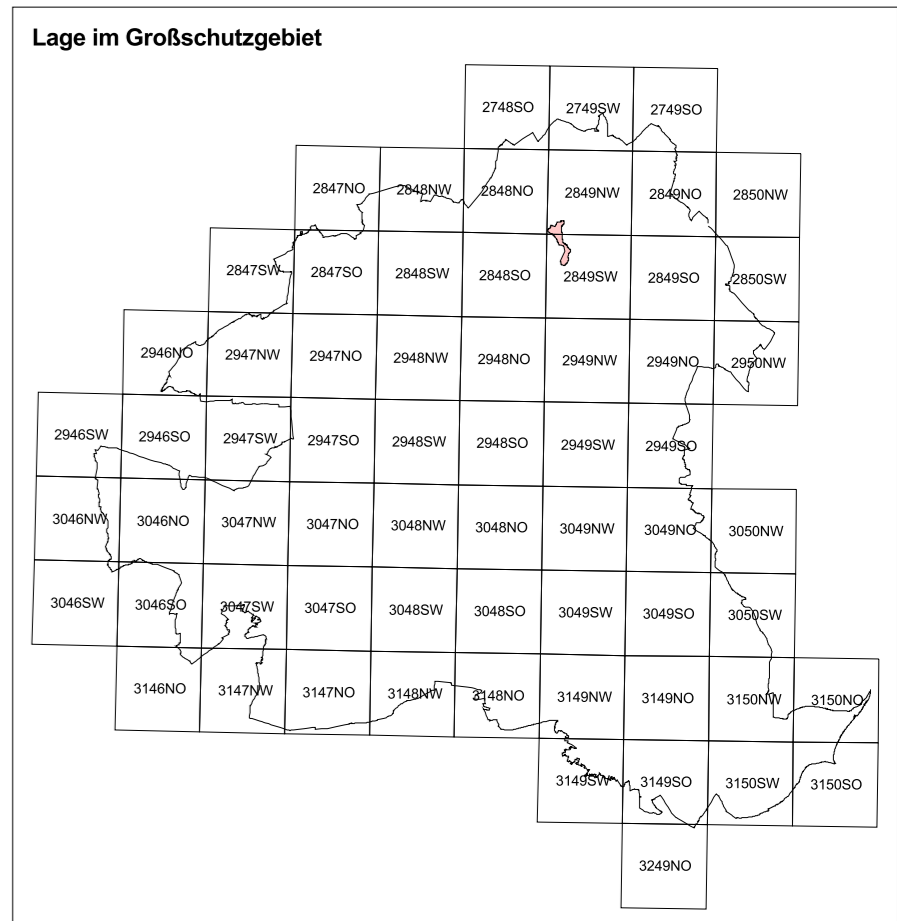 Lage im Großschutzgebiet
2748SO 2749SW 2749SO
2847NO 2848NW 2848NO 2849NW 2849NO 2850NW
2847SW 2847SO 2848SW 2848SO 2849SW 2849SO 2850SW
2946NO 2947NW 2947NO 2948NW 2948NO 2949NW 2949NO 2950NW
2946SW 2946SO 2947SW 2947SO 2948SW 2948SO 2949SW 2949SO
3046NW 3046NO 3047NW 3047NO 3048NW 3048NO 3049NW 3049NO 3050NW
3046SW 3046SO 3047SW 3047SO 3048SW 3048SO 3049SW 3049SO 3050SW
3146NO 3147NW 3147NO 3148NW 3148NO 3149NW 3149NO 3150NW 3150NO
3149SW 3149SO 3150SW 3150SO
3249NO